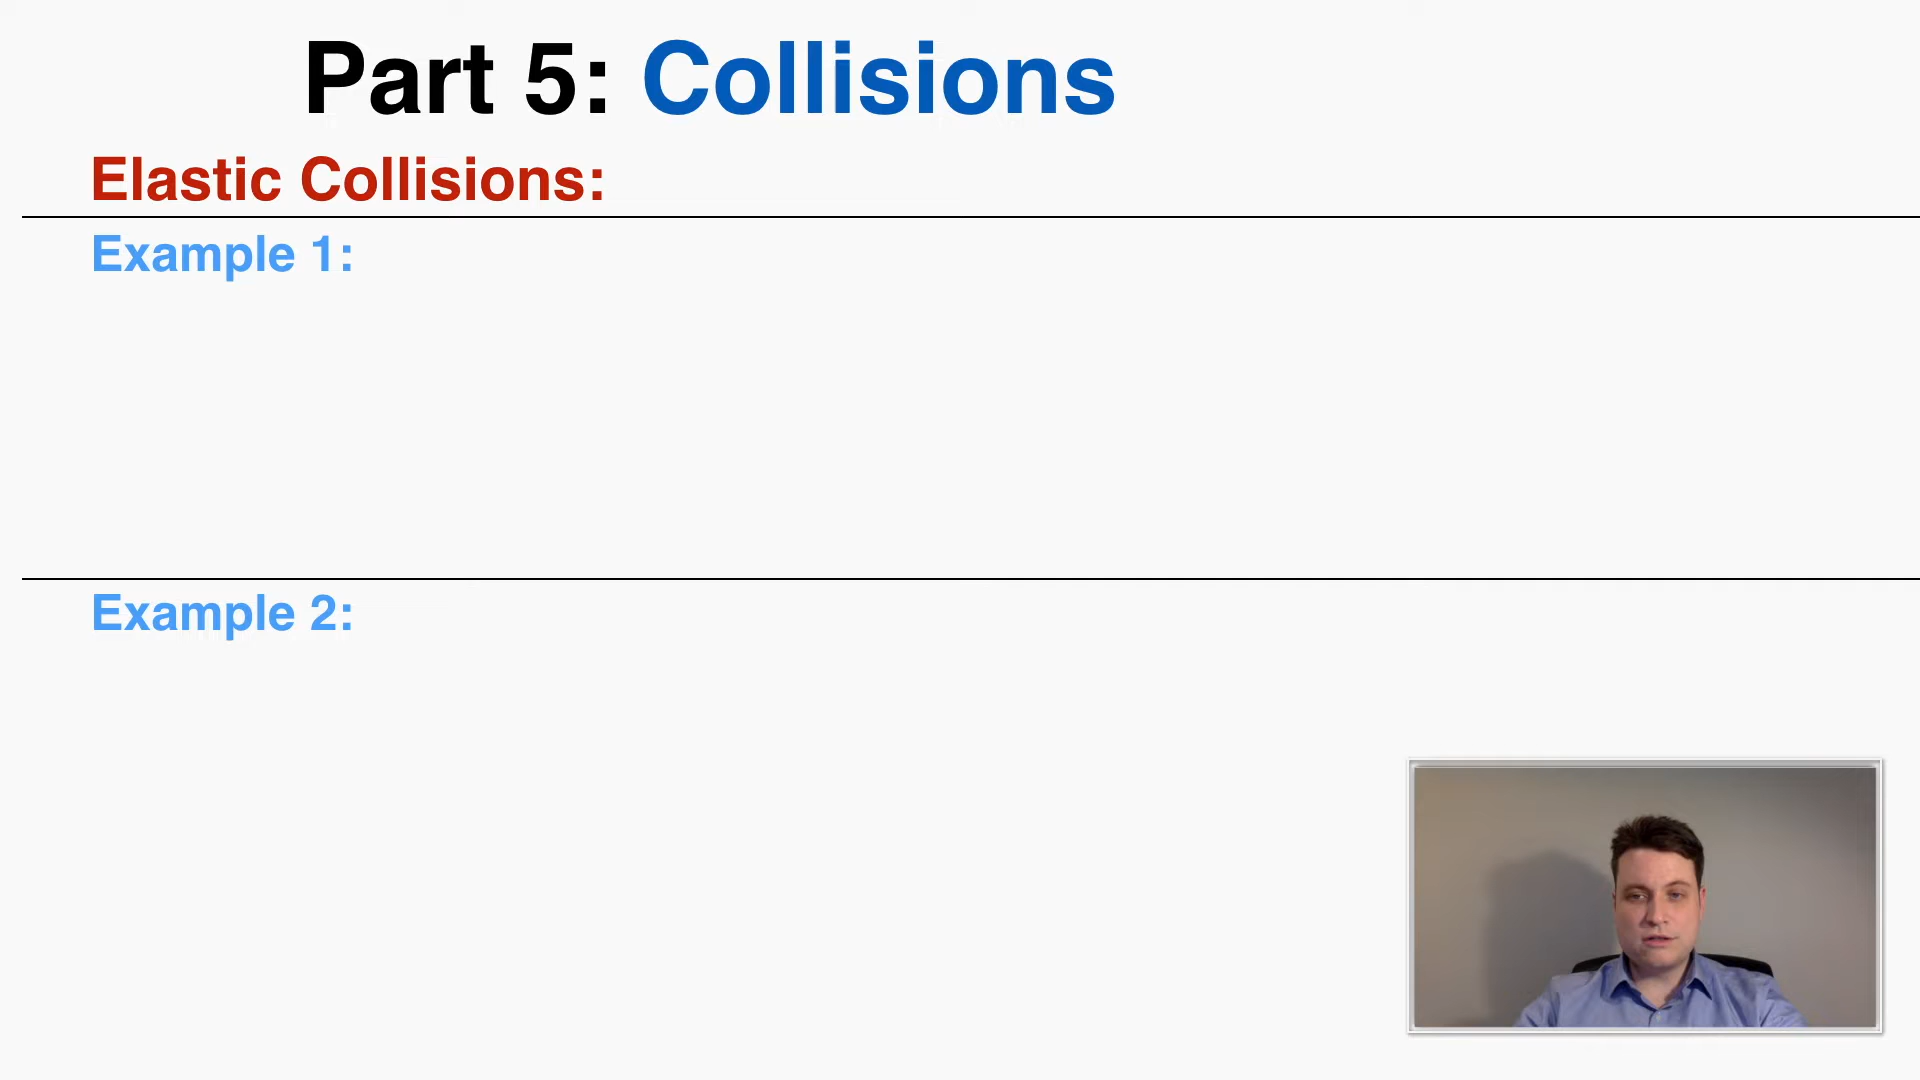 Part 5: Collisions
Elastic Collisions:
Example 1:
Example 2: